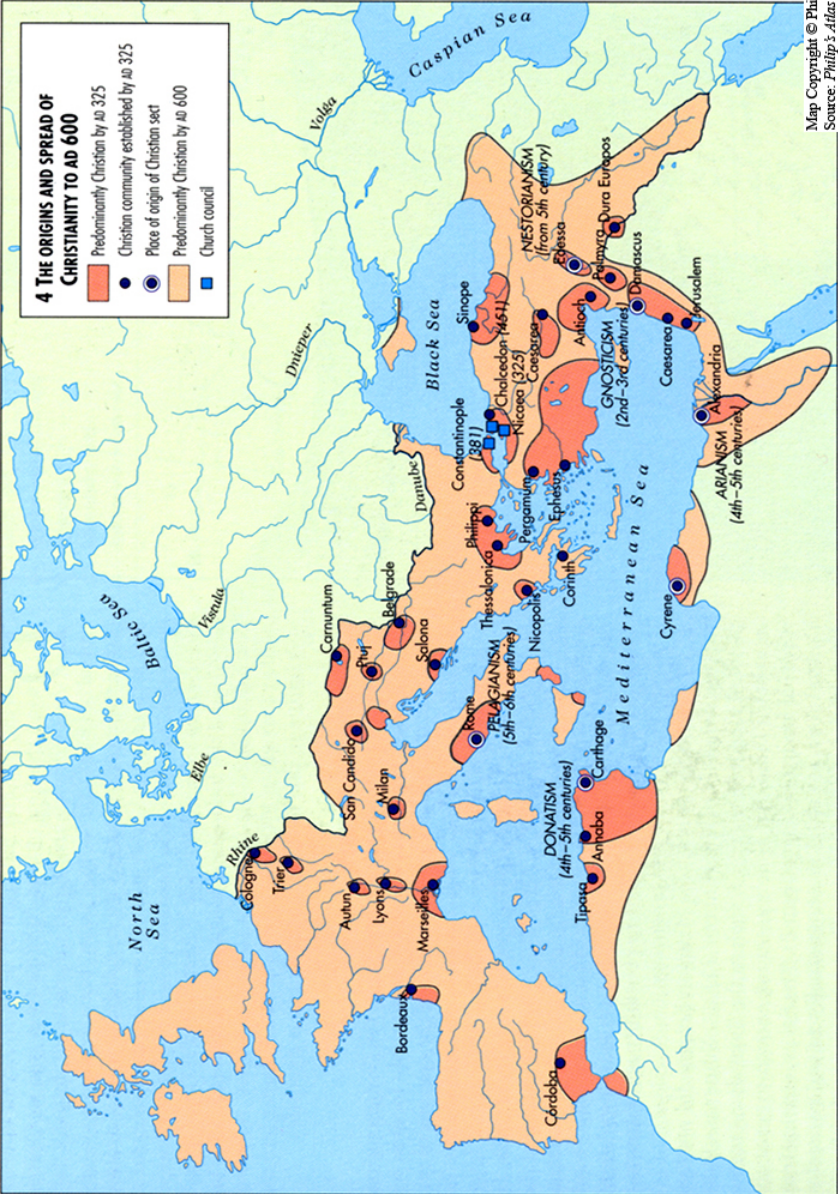 4 THE ORIGINS AND SPREAD OF
CHRISTIANITY TO AD 600
Predominantly Christian by AD 325
Christian community established by AD 325
Place of origin of Christian sect
Predominantly Christian by AD 600
Church council
North
Sea
Baltic Sea
Caspian Sea
Black Sea
Mediterranean Sea
Volga
Dnieper
Vistula
Elbe
Rhine
Danube
Cologne
Trier
Autun
Lyons
Marseilles
Bordeaux
Córdoba
Milan
San Candido
Ptuj
Carnuntum
Belgrade
Salona
Rome
PELAGIANISM
(5th–6th centuries)
Nicopolis
Thessalonica
Philippi
Corinth
Constantinople
(381)
Chalcedon (451)
Nicaea (325)
Pergamum
Ephesus
Sinope
Caesarea
NESTORIANISM
(from 5th century)
Edessa
Antioch
Palmyra
Dura Europos
Damascus
GNOSTICISM
(2nd–3rd centuries)
Caesarea
Jerusalem
Alexandria
ARIANISM
(4th–5th centuries)
Cyrene
DONATISM
(4th–5th centuries)
Carthage
Annaba
Tipasa
Map Copyright © Phi
Source: Philip's Atlas